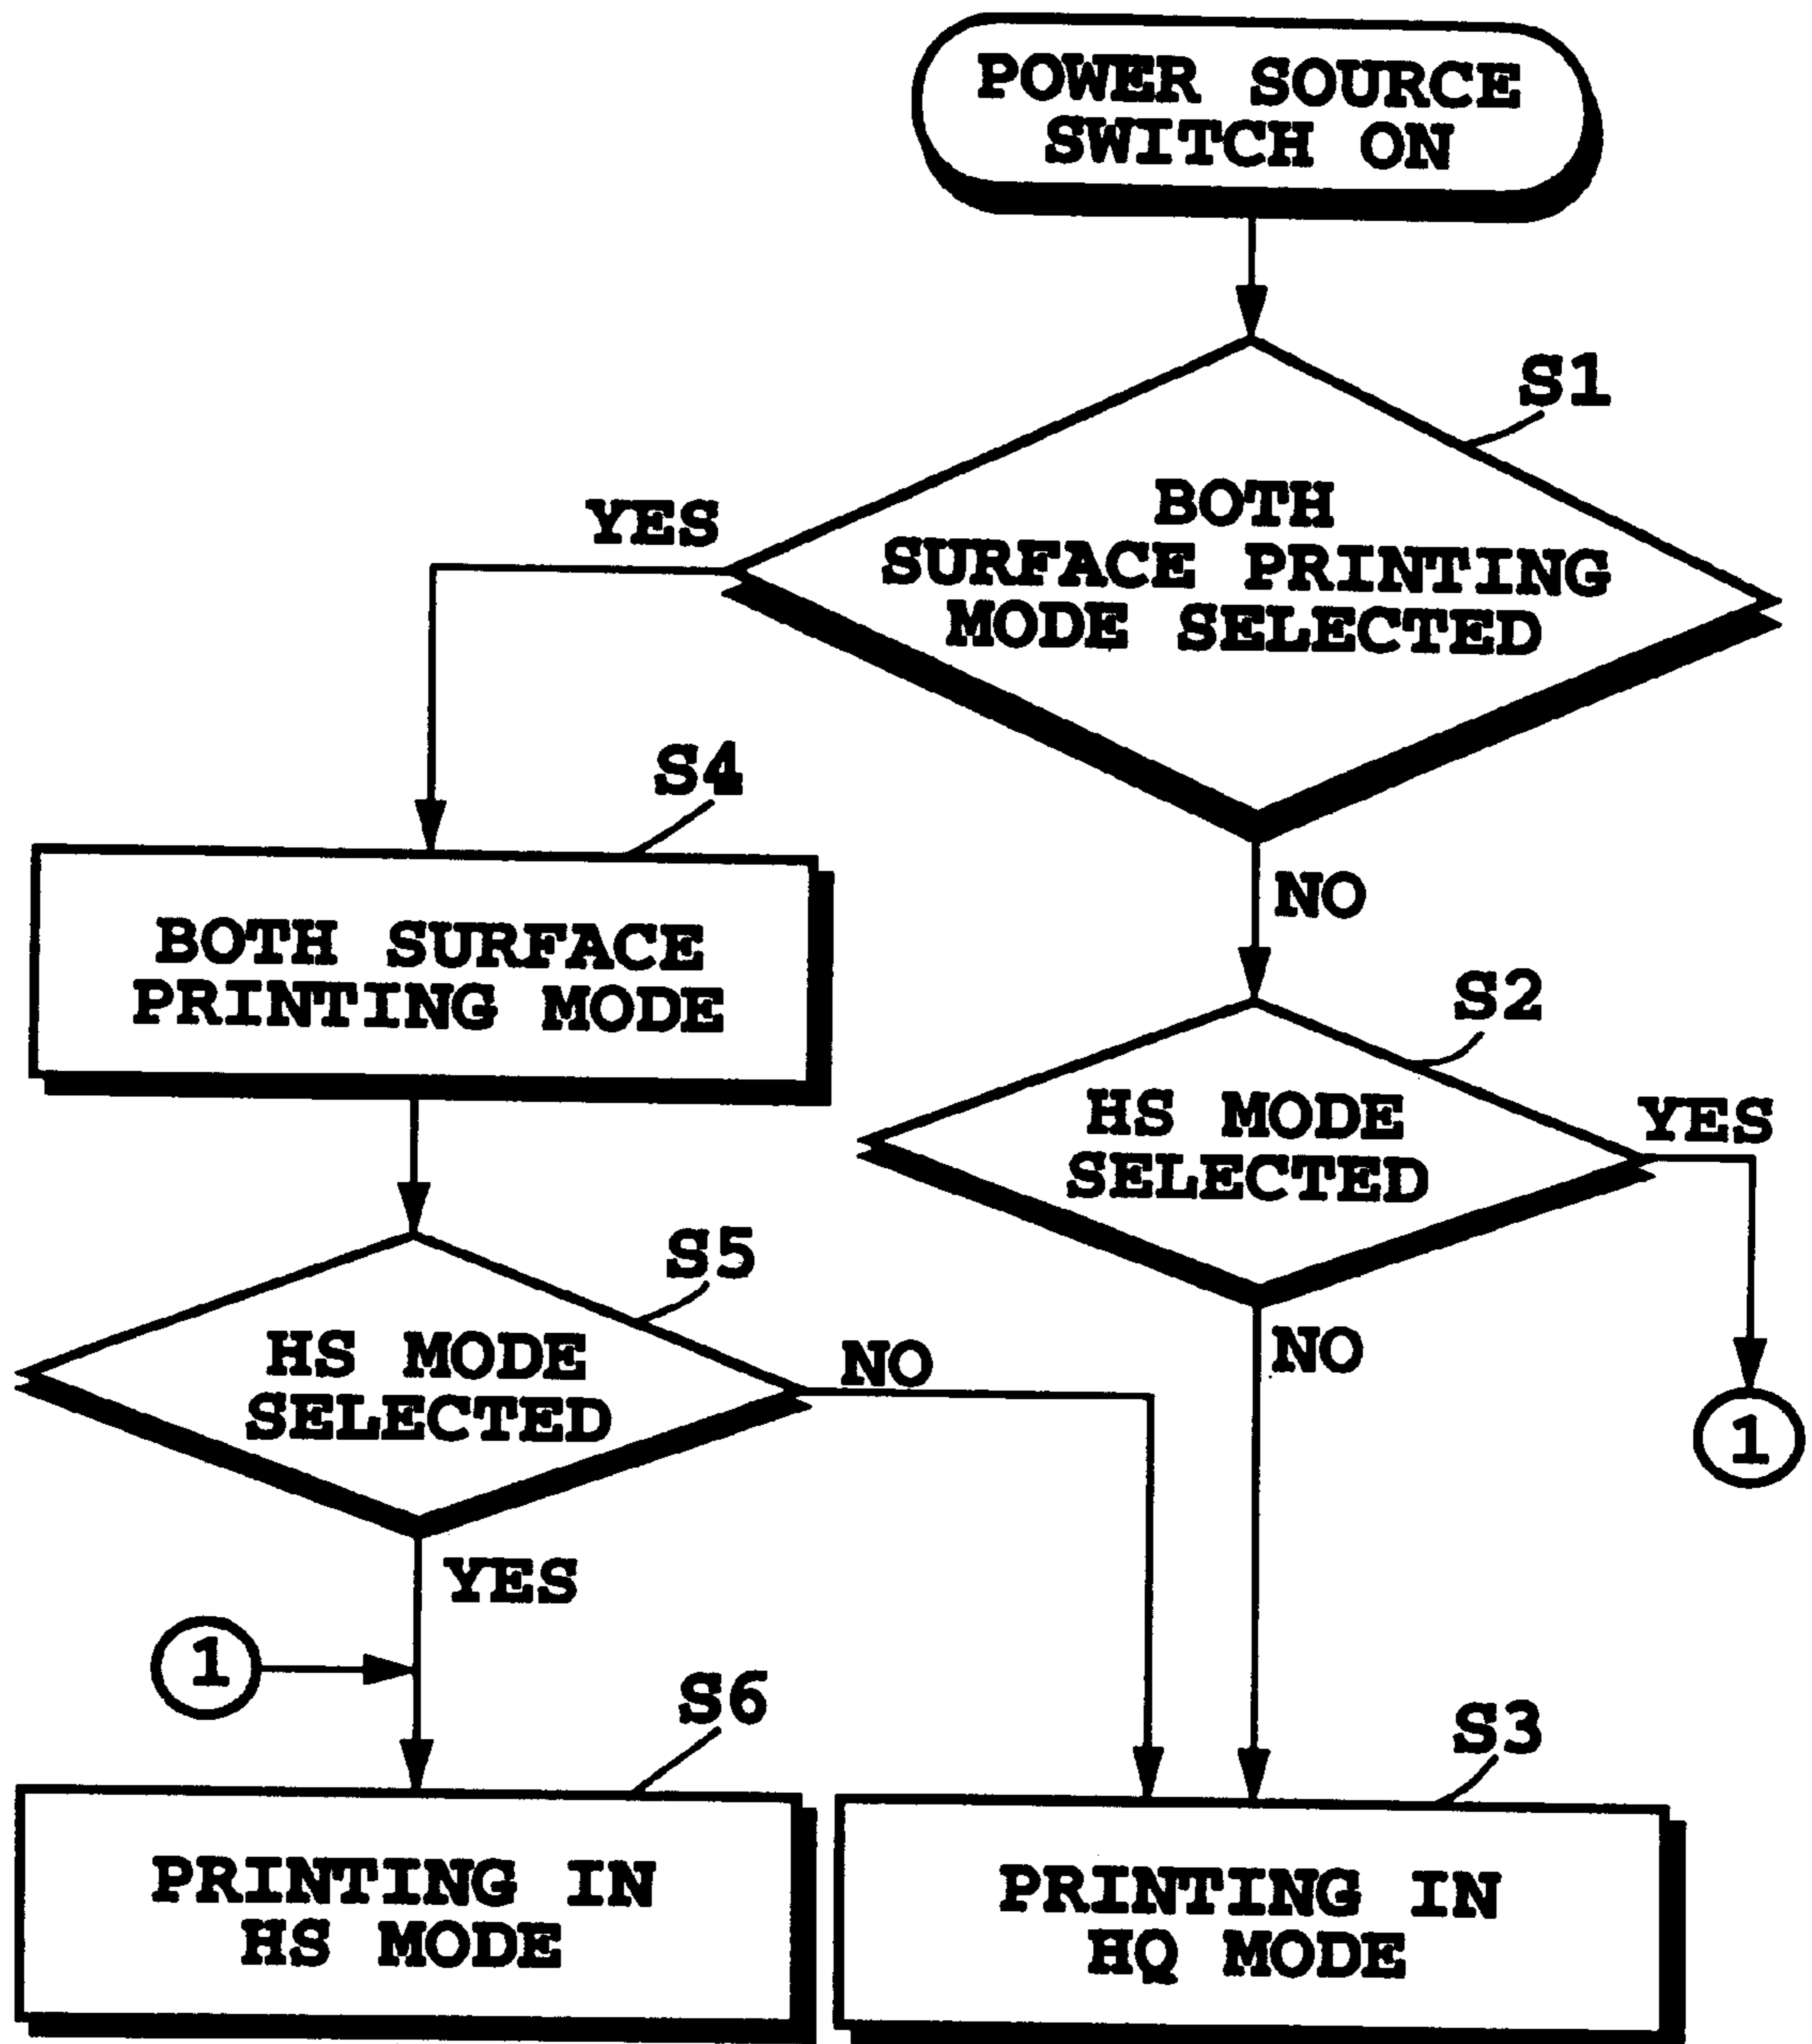 POWER SOURCE
SWITCH ON
S1
BOTH
SURFACE PRINTING
MODE SELECTED
YES
NO
S4
BOTH SURFACE
PRINTING MODE
S2
HS MODE
SELECTED
YES
NO
1
S5
HS MODE
SELECTED
NO
YES
1
S6
PRINTING IN
HS MODE
S3
PRINTING IN
HQ MODE